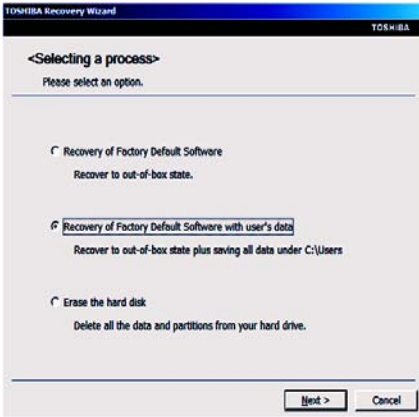 TOSHIBA Recovery Wizard
TOSHIBA
<Selecting a process>
Please select an option.
Recovery of Factory Default Software
Recover to out-of-box state.
Recovery of Factory Default Software with user's data
Recover to out-of-box state plus saving all data under C:\Users
Erase the hard disk
Delete all the data and partitions from your hard drive.
Next > Cancel